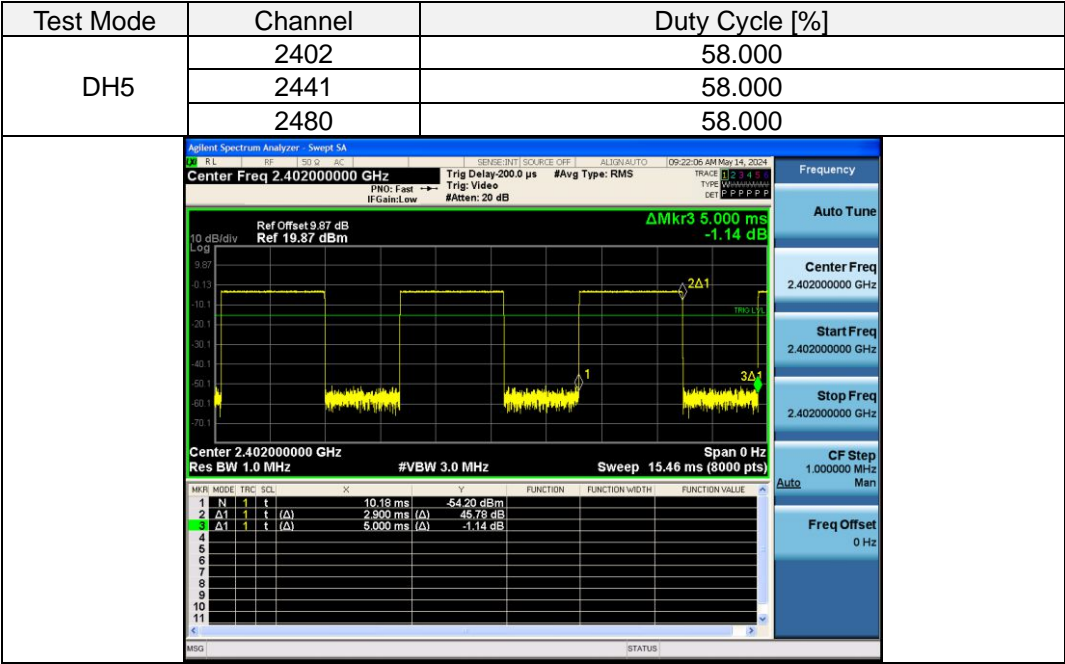 Test Mode Channel Duty Cycle [%]
DH5
2402 58.000
2441 58.000
2480 58.000
Agilent Spectrum Analyzer - Swept SA
RL RF 50 Ω AC SENSE:INT SOURCE OFF ALIGNAUTO 09:22:06 AM May 14, 2024
Center Freq 2.402000000 GHz Trig Delay-200.0 µs #Avg Type: RMS TRACE 1 2 3 4 5 6
PNO: Fast Trig: Video TYPE
IFGain:Low #Atten: 20 dB DET P P P P P P
Frequency
ΔMkr3 5.000 ms
-1.14 dB
Ref Offset 9.87 dB
10 dB/div Ref 19.87 dBm
Log
9.87
-0.13
-10.1
-20.1
-30.1
-40.1
-50.1
-60.1
-70.1
2Δ1
TRIG LVL
1
3Δ1
Center 2.402000000 GHz Span 0 Hz
Res BW 1.0 MHz #VBW 3.0 MHz Sweep 15.46 ms (8000 pts)
MKR MODE TRC SCL X Y FUNCTION FUNCTION WIDTH FUNCTION VALUE
1 N 1 t 10.18 ms -54.20 dBm
2 Δ1 1 t (Δ) 2.900 ms (Δ) 45.78 dB
3 Δ1 1 t (Δ) 5.000 ms (Δ) -1.14 dB
4
5
6
7
8
9
10
11
MSG STATUS
Auto Tune
Center Freq
2.402000000 GHz
Start Freq
2.402000000 GHz
Stop Freq
2.402000000 GHz
CF Step
1.000000 MHz
Auto Man
Freq Offset
0 Hz